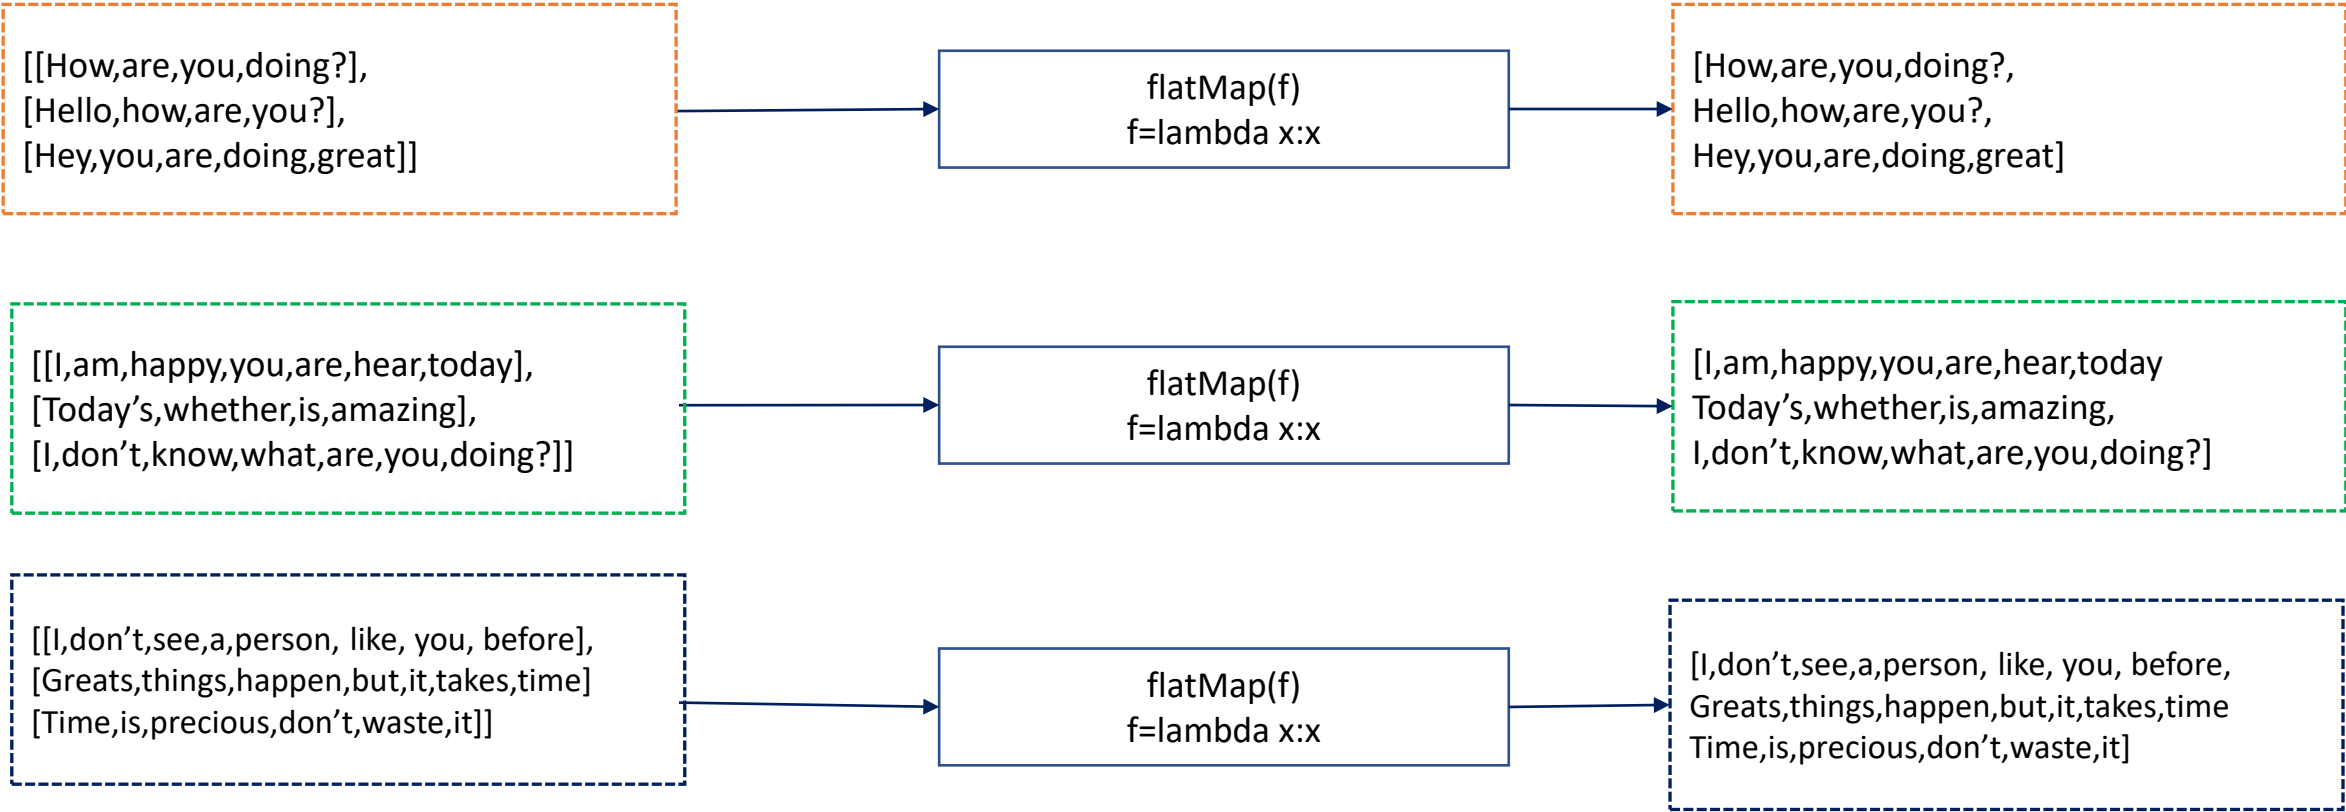 [[How,are,you,doing?],
[Hello,how,are,you?],
[Hey,you,are,doing,great]]
flatMap(f)
f=lambda x:x
[How,are,you,doing?,
Hello,how,are,you?,
Hey,you,are,doing,great]
[[I,am,happy,you,are,hear,today],
[Today’s,whether,is,amazing],
[I,don’t,know,what,are,you,doing?]]
flatMap(f)
f=lambda x:x
[I,am,happy,you,are,hear,today
Today’s,whether,is,amazing,
I,don’t,know,what,are,you,doing?]
[[I,don’t,see,a,person, like, you, before],
[Greats,things,happen,but,it,takes,time]
[Time,is,precious,don’t,waste,it]]
flatMap(f)
f=lambda x:x
[I,don’t,see,a,person, like, you, before,
Greats,things,happen,but,it,takes,time
Time,is,precious,don’t,waste,it]